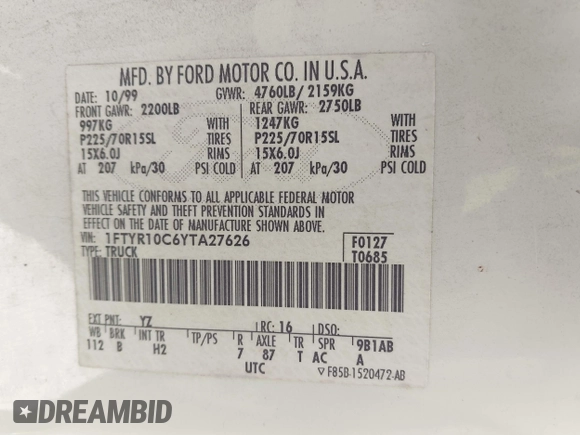 MFD. BY FORD MOTOR CO. IN U.S.A.
DATE: 10/99 GVWR: 4760LB/ 2159KG
FRONT GAWR: 2200LB REAR GAWR: 2750LB
997KG WITH 1247KG WITH
P225/70R15SL TIRES P225/70R15SL TIRES
15X6.0J RIMS 15X6.0J RIMS
AT 207 kPa/30 PSI COLD AT 207 kPa/30 PSI COLD
THIS VEHICLE CONFORMS TO ALL APPLICABLE FEDERAL MOTOR
VEHICLE SAFETY AND THEFT PREVENTION STANDARDS IN
EFFECT ON THE DATE OF MANUFACTURE SHOWN ABOVE.
VIN: 1FTYR10C6YTA27626 F0127
TYPE: TRUCK T0685
EXT PNT: YZ RC: 16 DSO:
WB BRK INT TR TP/PS R AXLE TR SPR 9B1AB
112 B H2 7 87 T AC A
UTC ▽ F85B-1520472-AB
DREAMBID